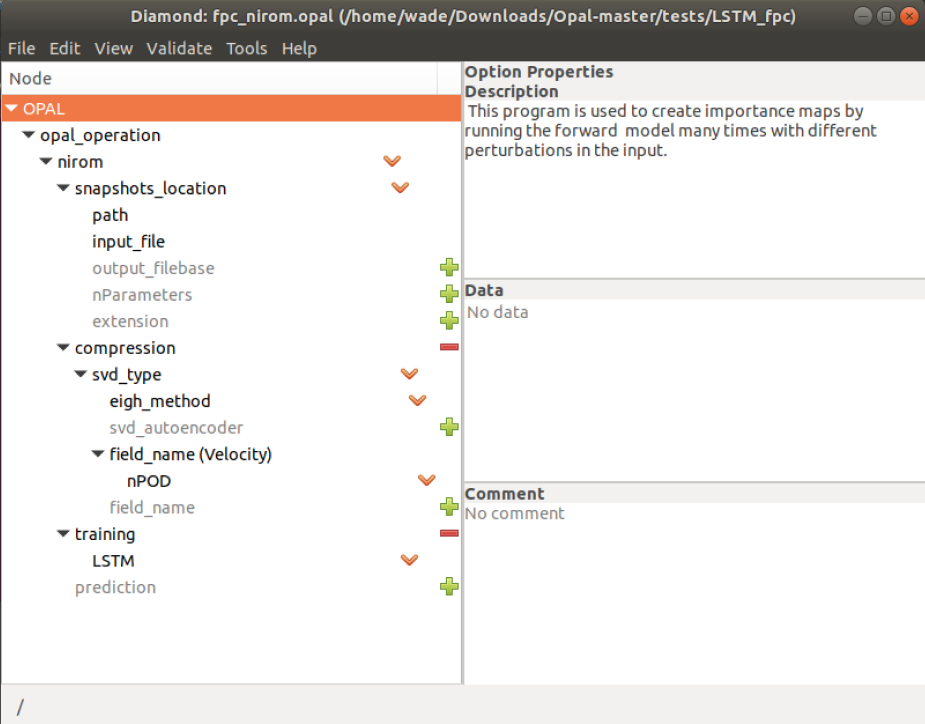 Diamond: fpc_nirom.opal (/home/wade/Downloads/Opal-master/tests/LSTM_fpc)
File Edit View Validate Tools Help
Node
OPAL
opal_operation
nirom
snapshots_location
path
input_file
output_filebase
nParameters
extension
compression
svd_type
eigh_method
svd_autoencoder
field_name (Velocity)
nPOD
field_name
training
LSTM
prediction
Option Properties
Description
This program is used to create importance maps by
running the forward  model many times with different
perturbations in the input.
Data
No data
Comment
No comment
/